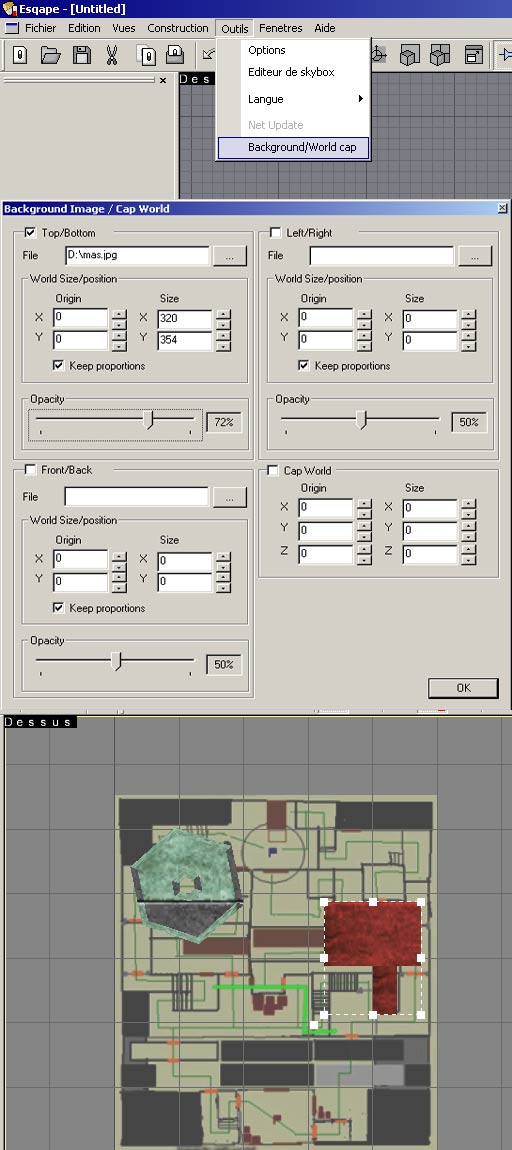 Esqape - [Untitled]
Fichier Edition Vues Construction Outils Fenetres Aide
Options
Editeur de skybox
Langue
Net Update
Background/World cap
Des
Background Image / Cap World
Top/Bottom
File D:\mas.jpg ...
World Size/position
Origin Size
X 0 X 320
Y 0 Y 354
Keep proportions
Opacity
72%
Left/Right
File ...
World Size/position
Origin Size
X 0 X 0
Y 0 Y 0
Keep proportions
Opacity
50%
Front/Back
File ...
World Size/position
Origin Size
X 0 X 0
Y 0 Y 0
Keep proportions
Opacity
50%
Cap World
Origin Size
X 0 X 0
Y 0 Y 0
Z 0 Z 0
OK
Dessus